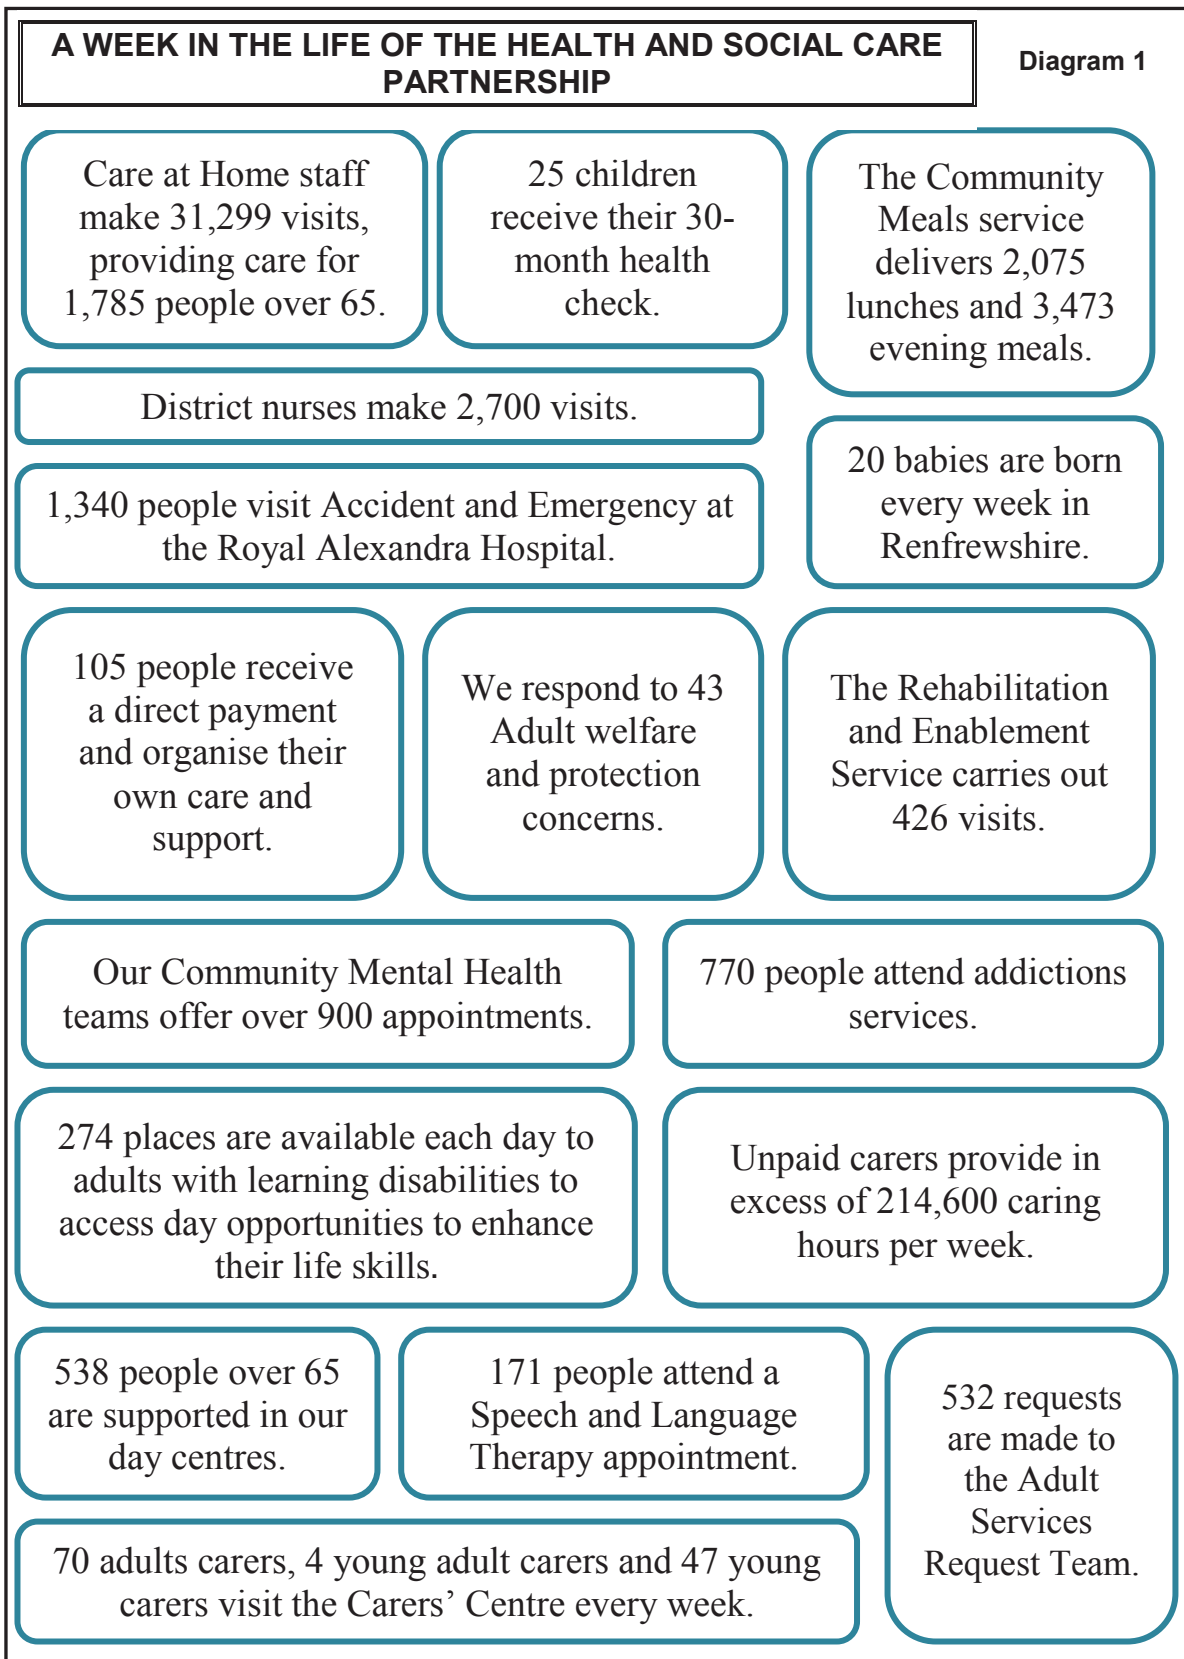 A WEEK IN THE LIFE OF THE HEALTH AND SOCIAL CARE
PARTNERSHIP
Diagram 1
Care at Home staff
make 31,299 visits,
providing care for
1,785 people over 65.
25 children
receive their 30-
month health
check.
The Community
Meals service
delivers 2,075
lunches and 3,473
evening meals.
District nurses make 2,700 visits.
20 babies are born
every week in
Renfrewshire.
1,340 people visit Accident and Emergency at
the Royal Alexandra Hospital.
105 people receive
a direct payment
and organise their
own care and
support.
We respond to 43
Adult welfare
and protection
concerns.
The Rehabilitation
and Enablement
Service carries out
426 visits.
Our Community Mental Health
teams offer over 900 appointments.
770 people attend addictions
services.
274 places are available each day to
adults with learning disabilities to
access day opportunities to enhance
their life skills.
Unpaid carers provide in
excess of 214,600 caring
hours per week.
538 people over 65
are supported in our
day centres.
171 people attend a
Speech and Language
Therapy appointment.
532 requests
are made to
the Adult
Services
Request Team.
70 adults carers, 4 young adult carers and 47 young
carers visit the Carers’ Centre every week.